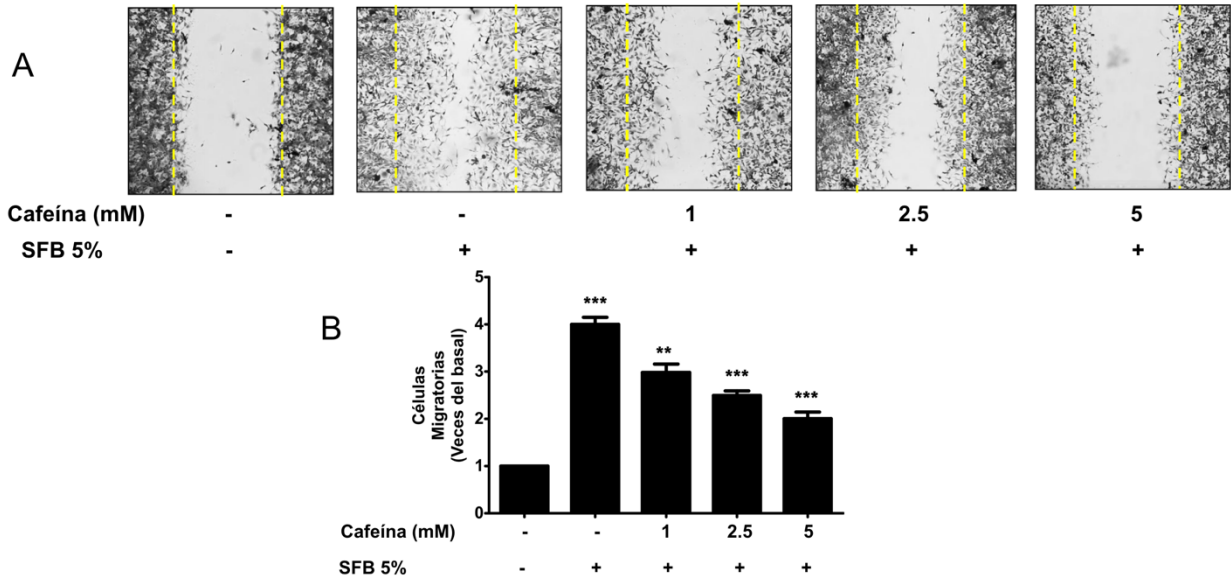 A
Cafeína (mM) - - 1 2.5 5
SFB 5% - + + + +
B
Células
Migratorias
(Veces del basal)
5
4
3
2
1
0
***
**
***
***
Cafeína (mM) - - 1 2.5 5
SFB 5% - + + + +